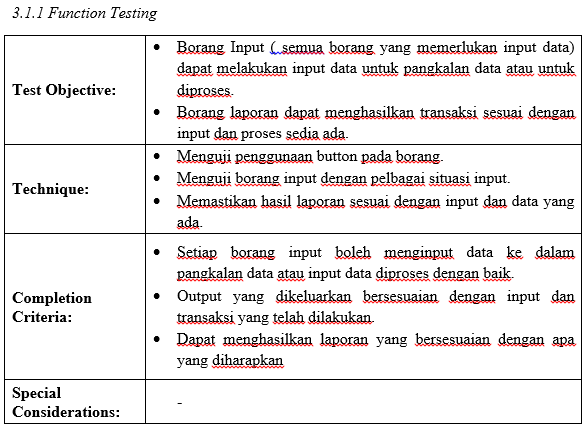 3.1.1 Function Testing
Test Objective:
• Borang Input ( semua borang yang memerlukan input data)
dapat melakukan input data untuk pangkalan data atau untuk
diproses.
• Borang laporan dapat menghasilkan transaksi sesuai dengan
input dan proses sedia ada.
Technique:
• Menguji penggunaan button pada borang.
• Menguji borang input dengan pelbagai situasi input.
• Memastikan hasil laporan sesuai dengan input dan data yang
ada.
Completion
Criteria:
• Setiap borang input boleh menginput data ke dalam
pangkalan data atau input data diproses dengan baik.
• Output yang dikeluarkan bersesuaian dengan input dan
transaksi yang telah dilakukan.
• Dapat menghasilkan laporan yang bersesuaian dengan apa
yang diharapkan
Special
Considerations:
-